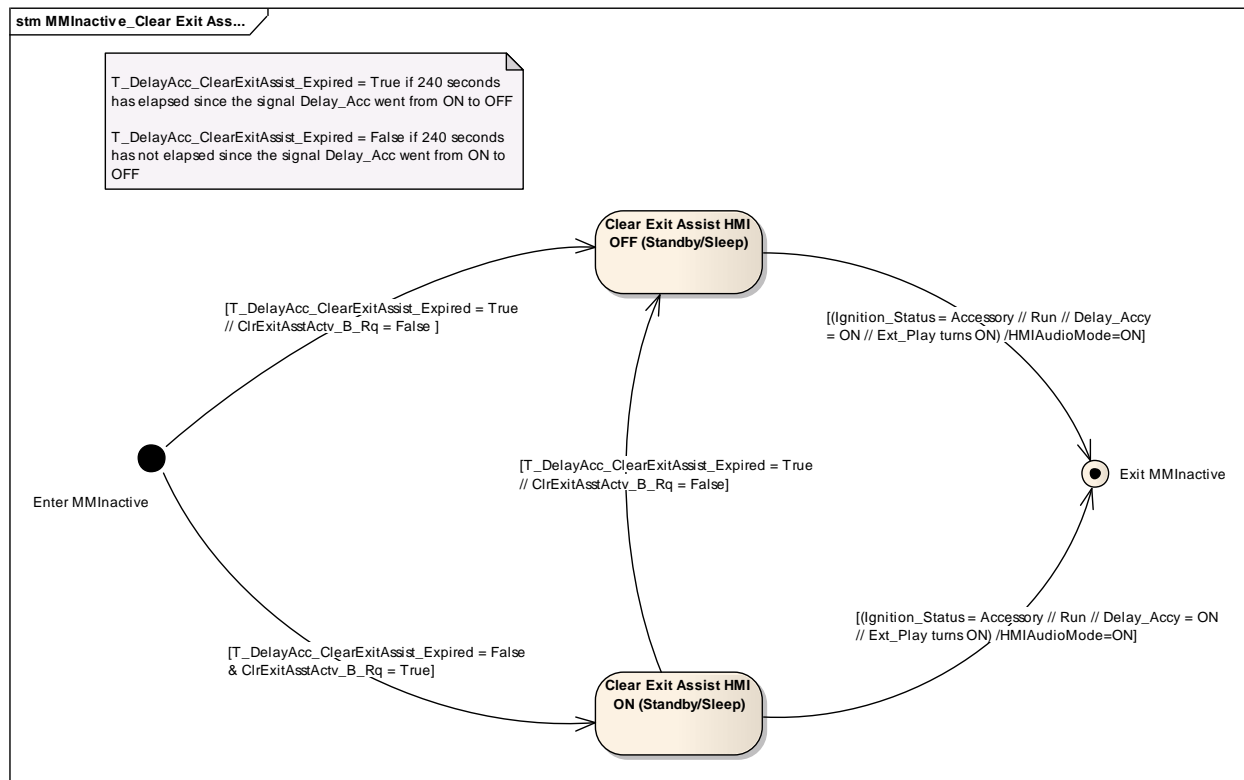 stm MMInactive_Clear Exit Ass...
T_DelayAcc_ClearExitAssist_Expired = True if 240 seconds
has elapsed since the signal Delay_Acc went from ON to OFF
T_DelayAcc_ClearExitAssist_Expired = False if 240 seconds
has not elapsed since the signal Delay_Acc went from ON to
OFF
Clear Exit Assist HMI
OFF (Standby/Sleep)
[T_DelayAcc_ClearExitAssist_Expired = True
// ClrExitAsstActv_B_Rq = False ]
[(Ignition_Status = Accessory // Run // Delay_Accy
= ON // Ext_Play turns ON) /HMIAudioMode=ON]
[T_DelayAcc_ClearExitAssist_Expired = True
// ClrExitAsstActv_B_Rq = False]
Enter MMInactive
Exit MMInactive
[T_DelayAcc_ClearExitAssist_Expired = False
& ClrExitAsstActv_B_Rq = True]
[(Ignition_Status = Accessory // Run // Delay_Accy = ON
// Ext_Play turns ON) /HMIAudioMode=ON]
Clear Exit Assist HMI
ON (Standby/Sleep)